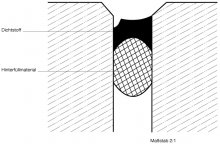 Dichtstoff
Hinterfüllmaterial
Maßstab 2:1